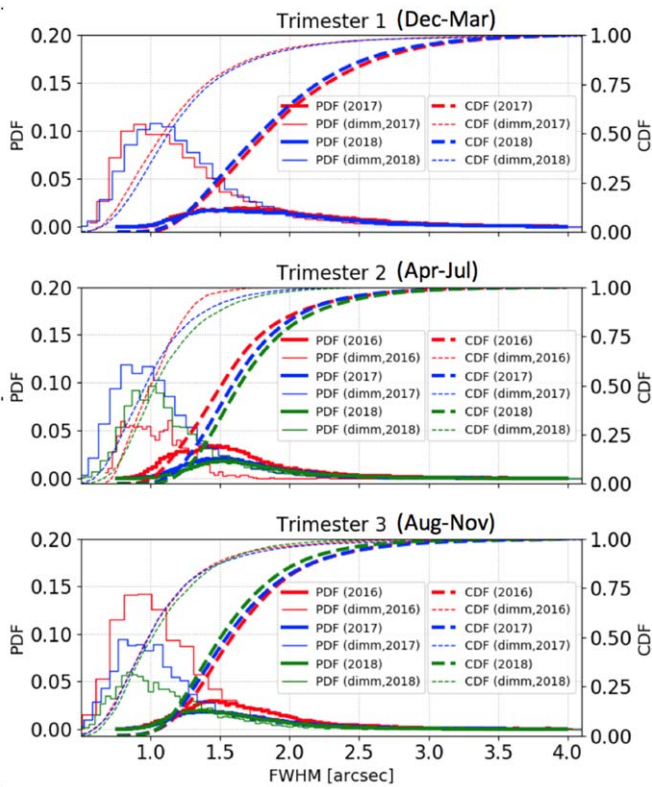 Trimester 1 (Dec-Mar)
0.20
0.15
0.10
0.05
0.00
PDF
PDF (2017)
PDF (dimm,2017)
PDF (2018)
PDF (dimm,2018)
CDF (2017)
CDF (dimm,2017)
CDF (2018)
CDF (dimm,2018)
1.00
0.75
0.50
0.25
0.00
CDF
Trimester 2 (Apr-Jul)
0.20
0.15
0.10
0.05
0.00
PDF
PDF (2016)
PDF (dimm,2016)
PDF (2017)
PDF (dimm,2017)
PDF (2018)
PDF (dimm,2018)
CDF (2016)
CDF (dimm,2016)
CDF (2017)
CDF (dimm,2017)
CDF (2018)
CDF (dimm,2018)
1.00
0.75
0.50
0.25
0.00
CDF
Trimester 3 (Aug-Nov)
0.20
0.15
0.10
0.05
0.00
PDF
PDF (2016)
PDF (dimm,2016)
PDF (2017)
PDF (dimm,2017)
PDF (2018)
PDF (dimm,2018)
CDF (2016)
CDF (dimm,2016)
CDF (2017)
CDF (dimm,2017)
CDF (2018)
CDF (dimm,2018)
1.00
0.75
0.50
0.25
0.00
CDF
1.0 1.5 2.0 2.5 3.0 3.5 4.0
FWHM [arcsec]